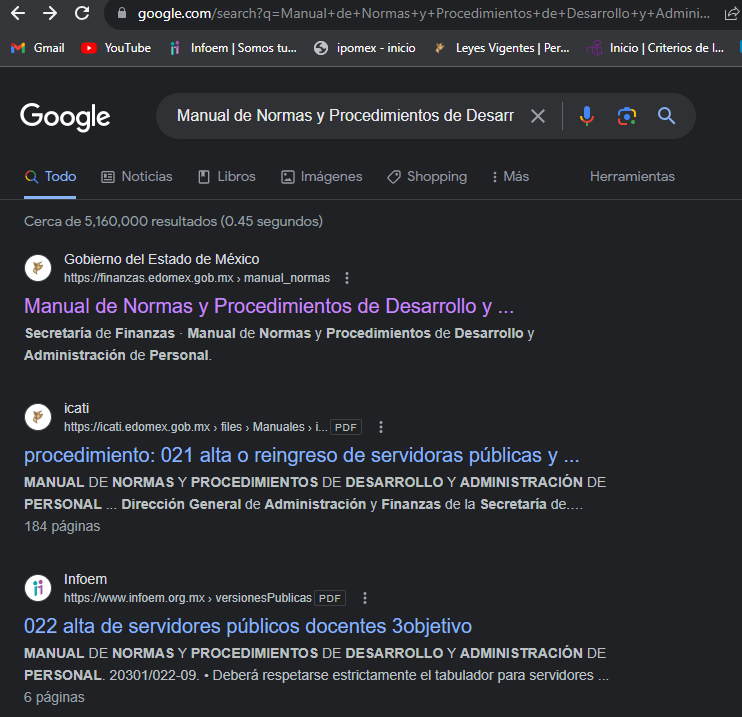 google.com/search?q=Manual+de+Normas+y+Procedimientos+de+Desarrollo+y+Admini...
Gmail YouTube Infoem | Somos tu... ipomex - inicio Leyes Vigentes | Per... Inicio | Criterios de I...
Google Manual de Normas y Procedimientos de Desarr
Todo Noticias Libros Imágenes Shopping Más Herramientas
Cerca de 5,160,000 resultados (0.45 segundos)
Gobierno del Estado de México
https://finanzas.edomex.gob.mx › manual_normas
Manual de Normas y Procedimientos de Desarrollo y ...
Secretaría de Finanzas · Manual de Normas y Procedimientos de Desarrollo y
Administración de Personal.
icati
https://icati.edomex.gob.mx › files › Manuales › i... PDF
procedimiento: 021 alta o reingreso de servidoras públicas y ...
MANUAL DE NORMAS Y PROCEDIMIENTOS DE DESARROLLO Y ADMINISTRACIÓN DE
PERSONAL ... Dirección General de Administración y Finanzas de la Secretaría de....
184 páginas
Infoem
https://www.infoem.org.mx › versionesPublicas PDF
022 alta de servidores públicos docentes 3objetivo
MANUAL DE NORMAS Y PROCEDIMIENTOS DE DESARROLLO Y ADMINISTRACIÓN DE
PERSONAL. 20301/022-09. • Deberá respetarse estrictamente el tabulador para servidores ...
6 páginas